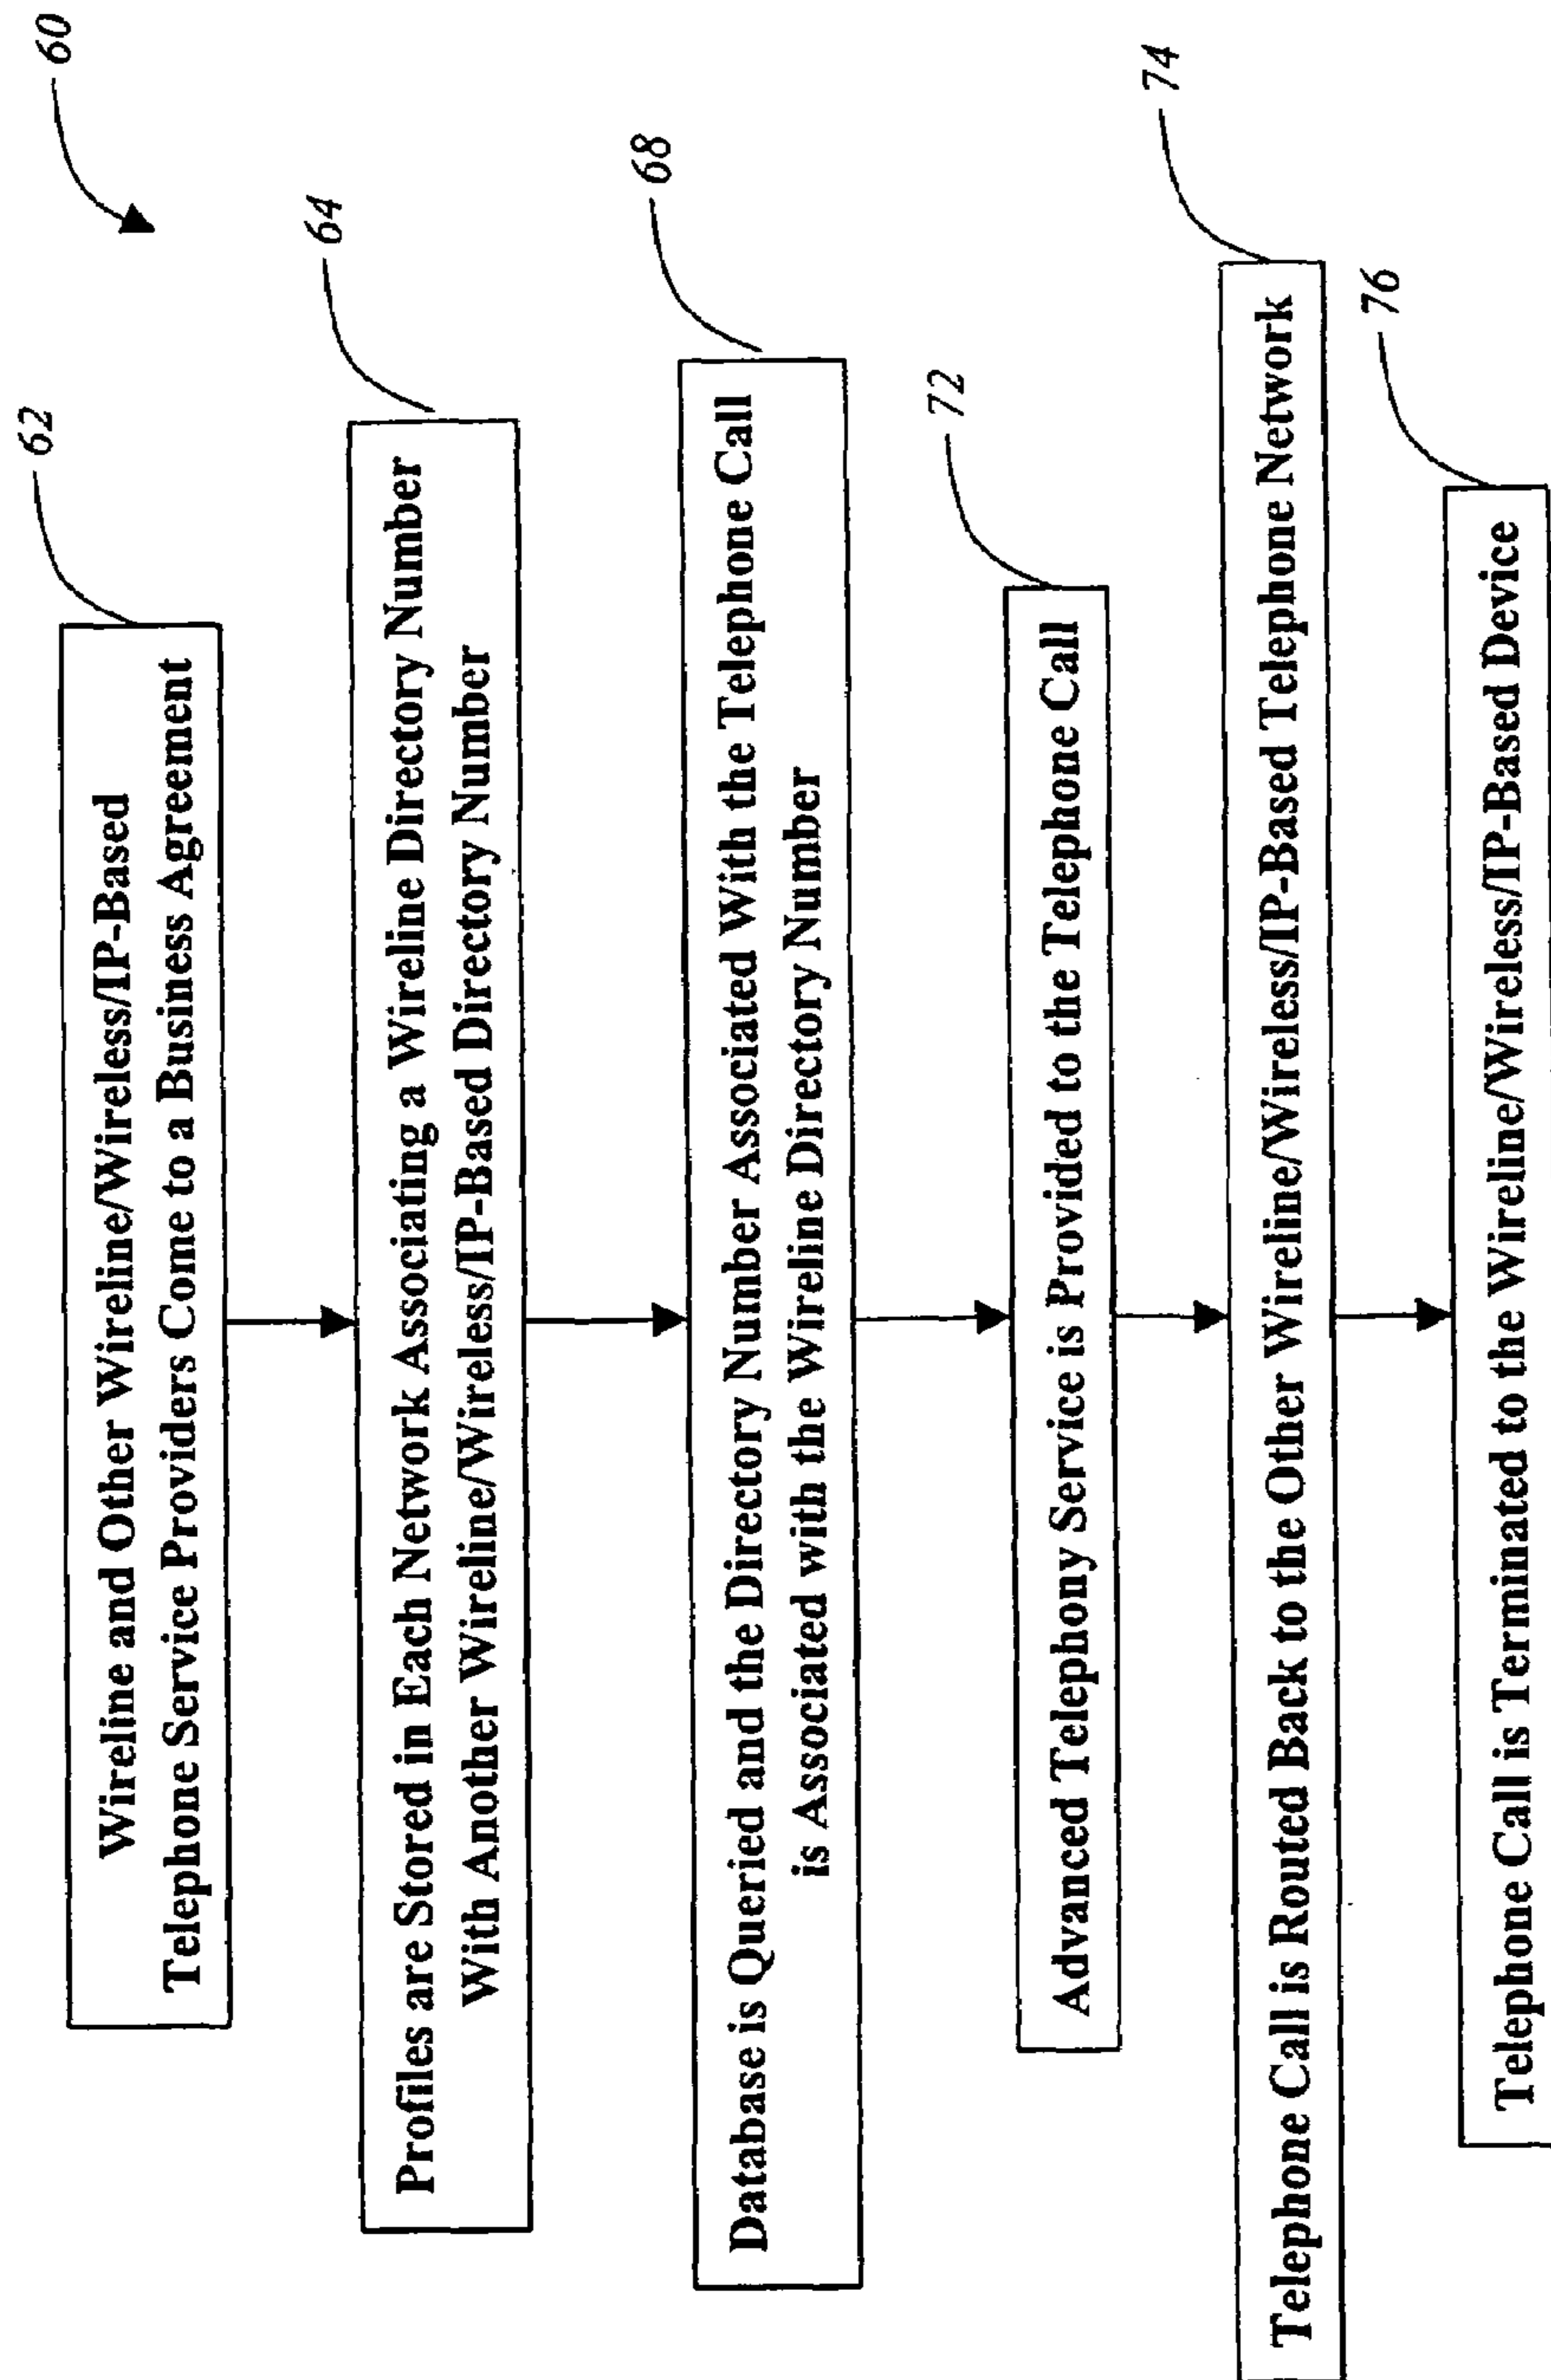 60
62
Wireline and Other Wireline/Wireless/IP-Based
Telephone Service Providers Come to a Business Agreement
64
Profiles are Stored in Each Network Associating a Wireline Directory Number
With Another Wireline/Wireless/IP-Based Directory Number
68
Database is Queried and the Directory Number Associated With the Telephone Call
is Associated with the Wireline Directory Number
72
Advanced Telephony Service is Provided to the Telephone Call
74
Telephone Call is Routed Back to the Other Wireline/Wireless/IP-Based Telephone Network
76
Telephone Call is Terminated to the Wireline/Wireless/IP-Based Device